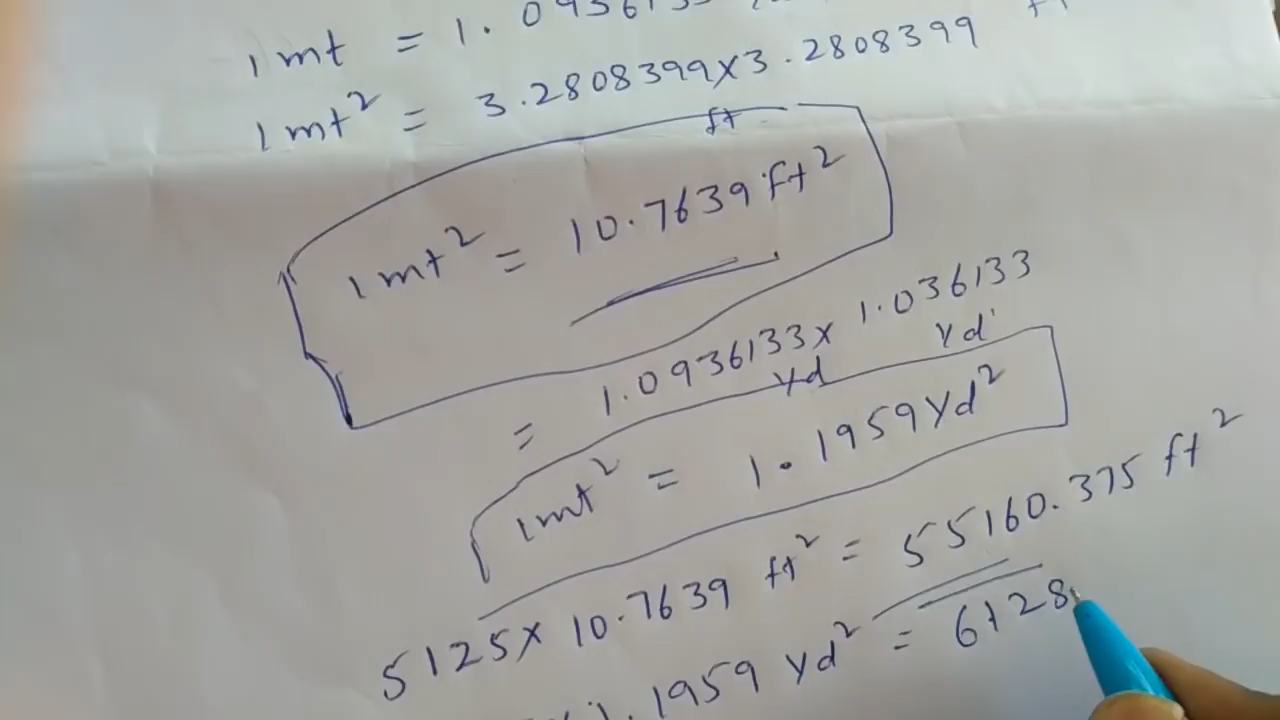 1 mt = 1.0936133
1 mt² = 3.2808399 x 3.2808399 ft
ft
1 mt² = 10.7639 ft²
= 1.0936133 x 1.036133
yd yd
1 mt² = 1.1959 yd²
5125 x 10.7639 ft² = 55160.375 ft²
x 1.1959 yd² = 6128